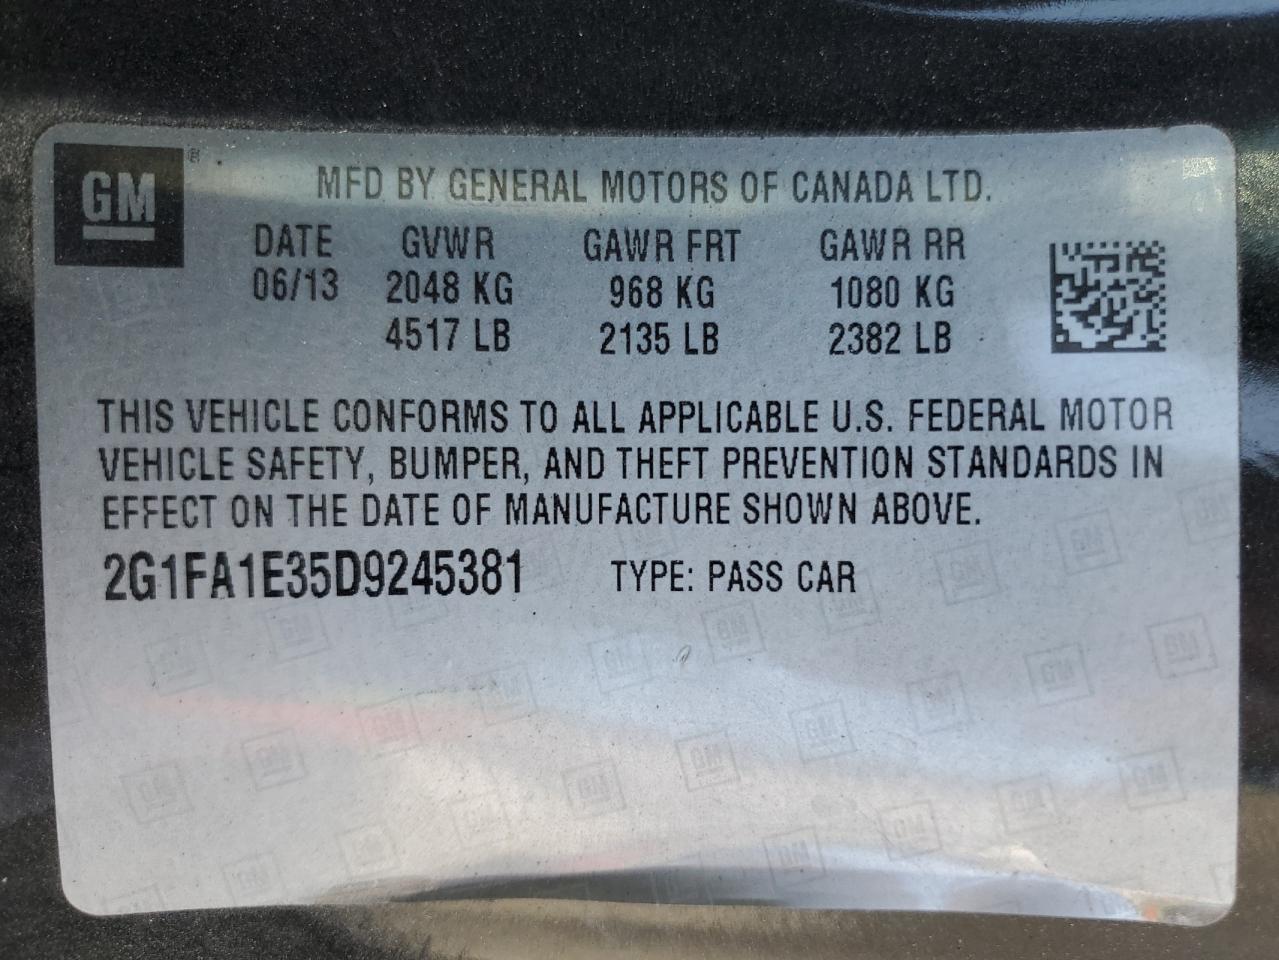 GM ®
MFD BY GENERAL MOTORS OF CANADA LTD.
DATE GVWR GAWR FRT GAWR RR
06/13 2048 KG 968 KG 1080 KG
4517 LB 2135 LB 2382 LB
THIS VEHICLE CONFORMS TO ALL APPLICABLE U.S. FEDERAL MOTOR
VEHICLE SAFETY, BUMPER, AND THEFT PREVENTION STANDARDS IN
EFFECT ON THE DATE OF MANUFACTURE SHOWN ABOVE.
2G1FA1E35D9245381 TYPE: PASS CAR